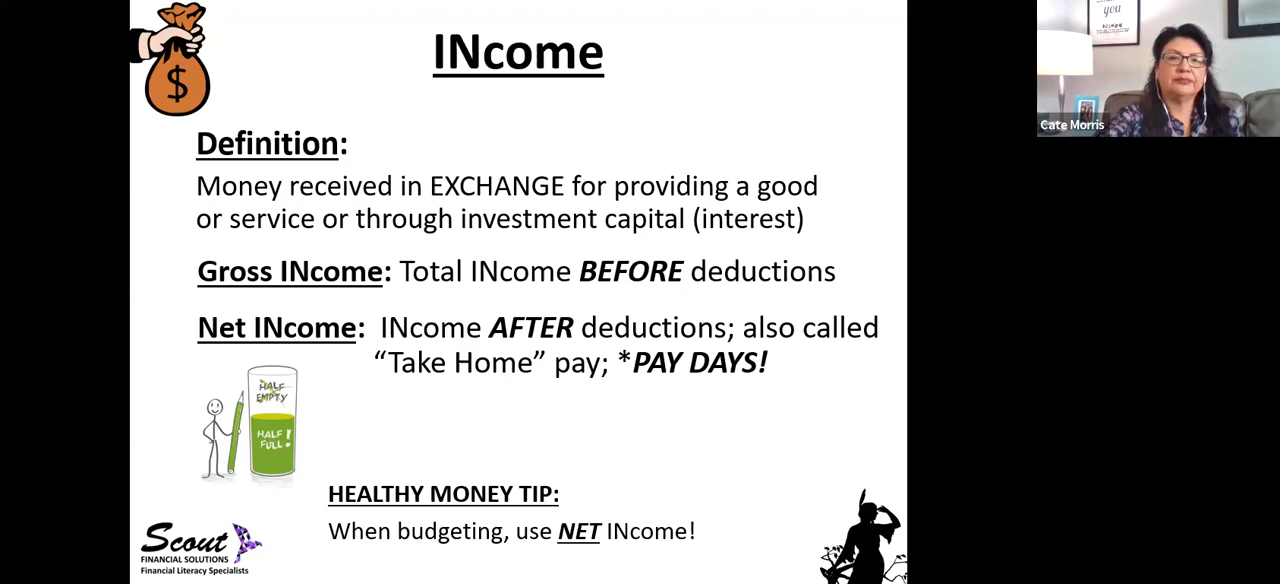 INcome
$
you
Cate Morris
Definition:
Money received in EXCHANGE for providing a good
or service or through investment capital (interest)
Gross INcome: Total INcome BEFORE deductions
Net INcome: INcome AFTER deductions; also called
“Take Home” pay; *PAY DAYS!
HALF
EMPTY
HALF !
FULL
HEALTHY MONEY TIP:
When budgeting, use NET INcome!
Scout
FINANCIAL SOLUTIONS
Financial Literacy Specialists